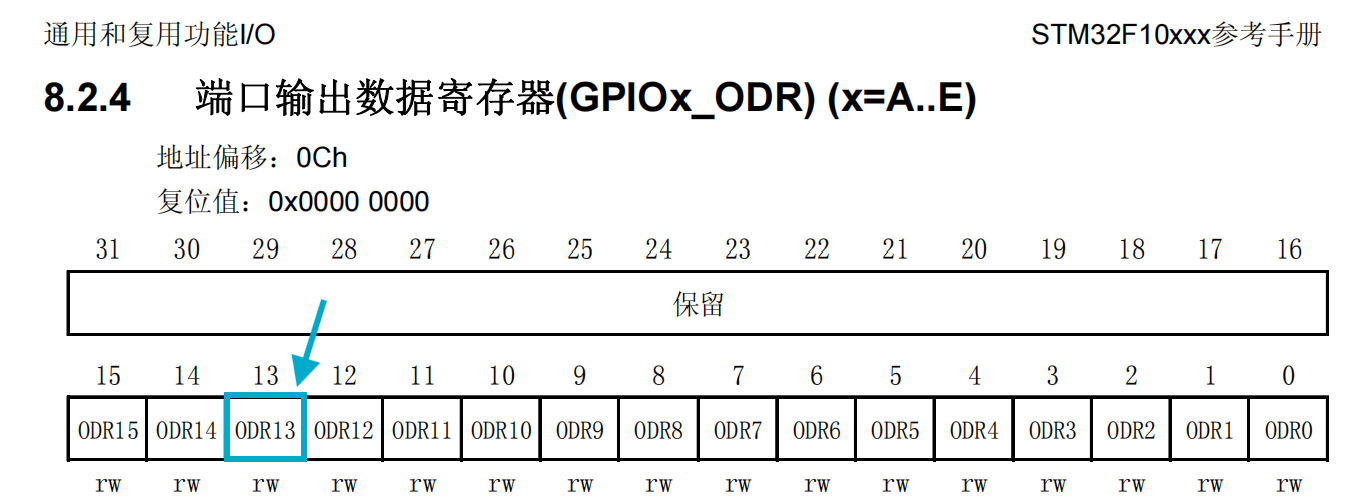 通用和复用功能I/O STM32F10xxx参考手册
8.2.4 端口输出数据寄存器(GPIOx_ODR) (x=A..E)
地址偏移：0Ch
复位值：0x0000 0000
31 30 29 28 27 26 25 24 23 22 21 20 19 18 17 16
保留
15 14 13 12 11 10 9 8 7 6 5 4 3 2 1 0
ODR15 ODR14 ODR13 ODR12 ODR11 ODR10 ODR9 ODR8 ODR7 ODR6 ODR5 ODR4 ODR3 ODR2 ODR1 ODR0
rw rw rw rw rw rw rw rw rw rw rw rw rw rw rw rw